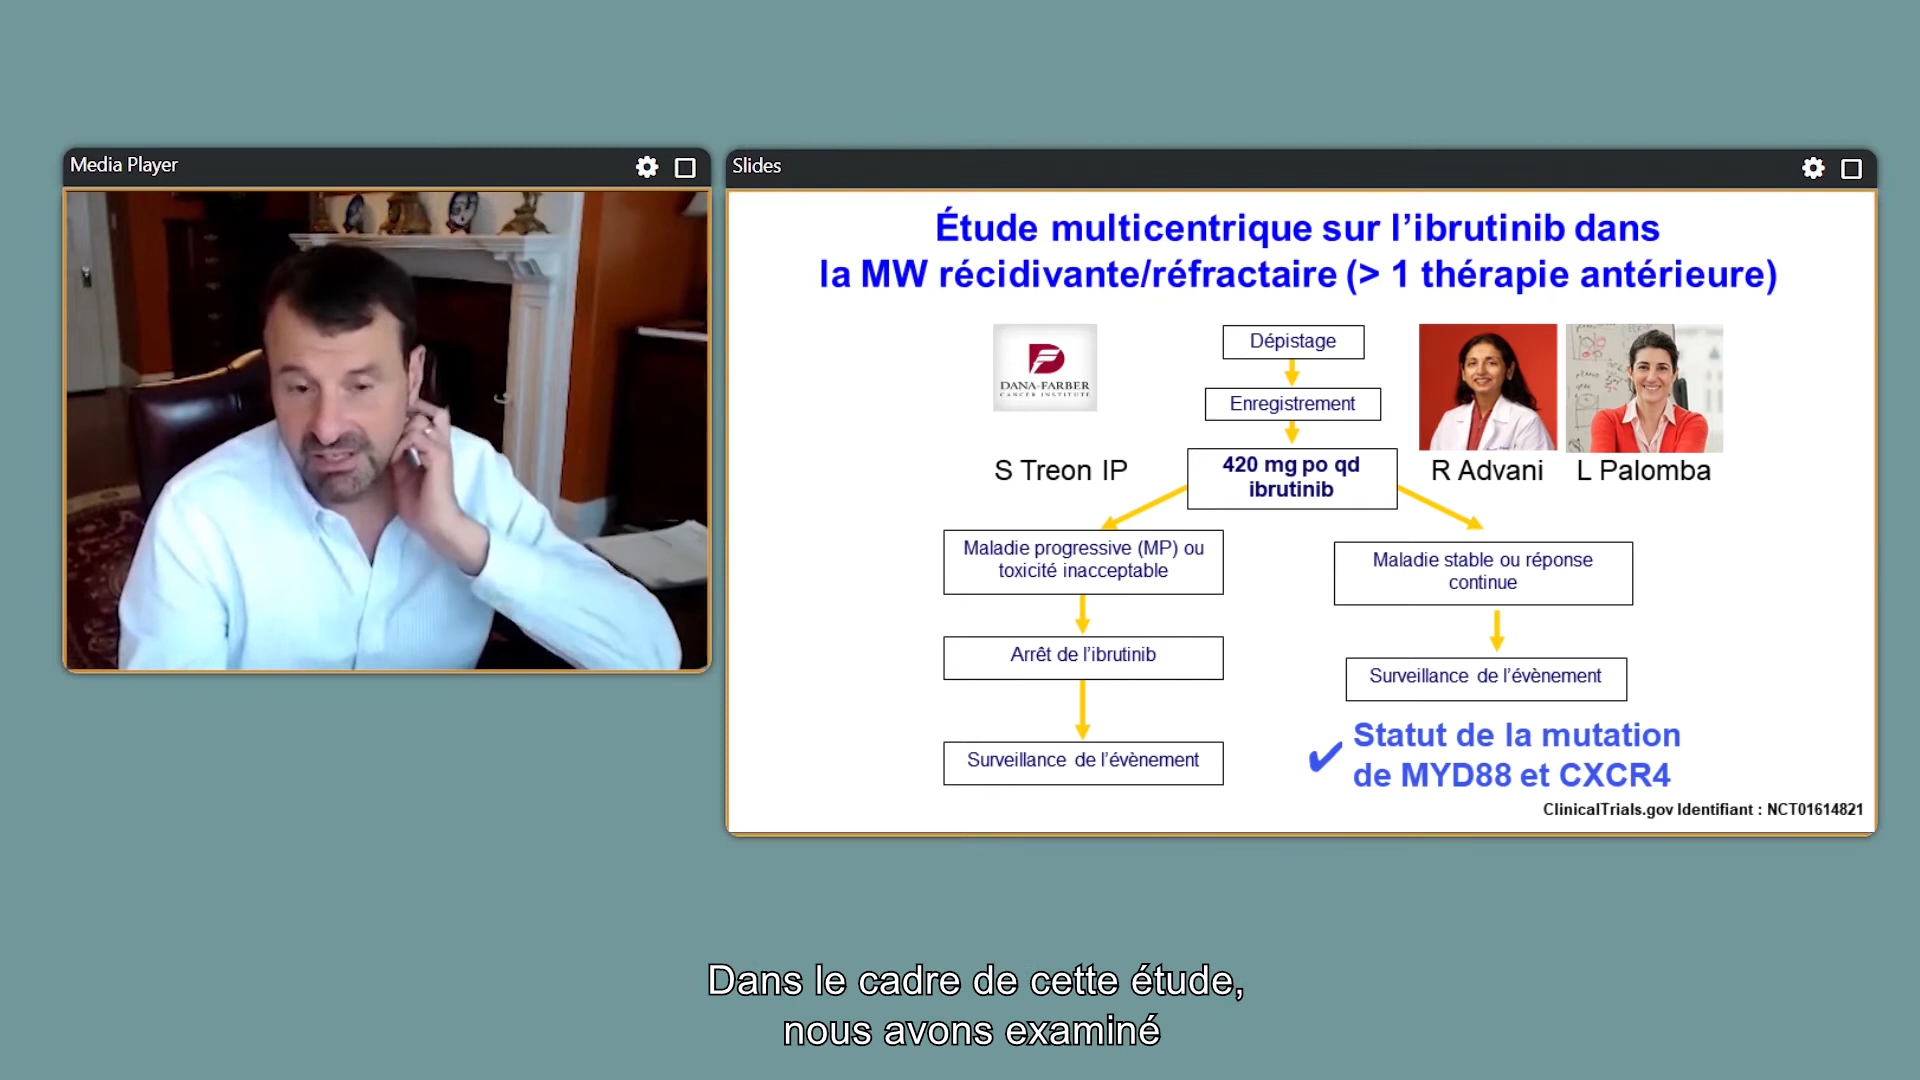 Media Player
Slides
Étude multicentrique sur l’ibrutinib dans
la MW récidivante/réfractaire (> 1 thérapie antérieure)
DANA-FARBER
CANCER INSTITUTE
S Treon IP
Dépistage
Enregistrement
420 mg po qd
ibrutinib
R Advani
L Palomba
Maladie progressive (MP) ou
toxicité inacceptable
Arrêt de l’ibrutinib
Surveillance de l’évènement
Maladie stable ou réponse
continue
Surveillance de l’évènement
✔ Statut de la mutation
de MYD88 et CXCR4
ClinicalTrials.gov Identifiant : NCT01614821
Dans le cadre de cette étude,
nous avons examiné